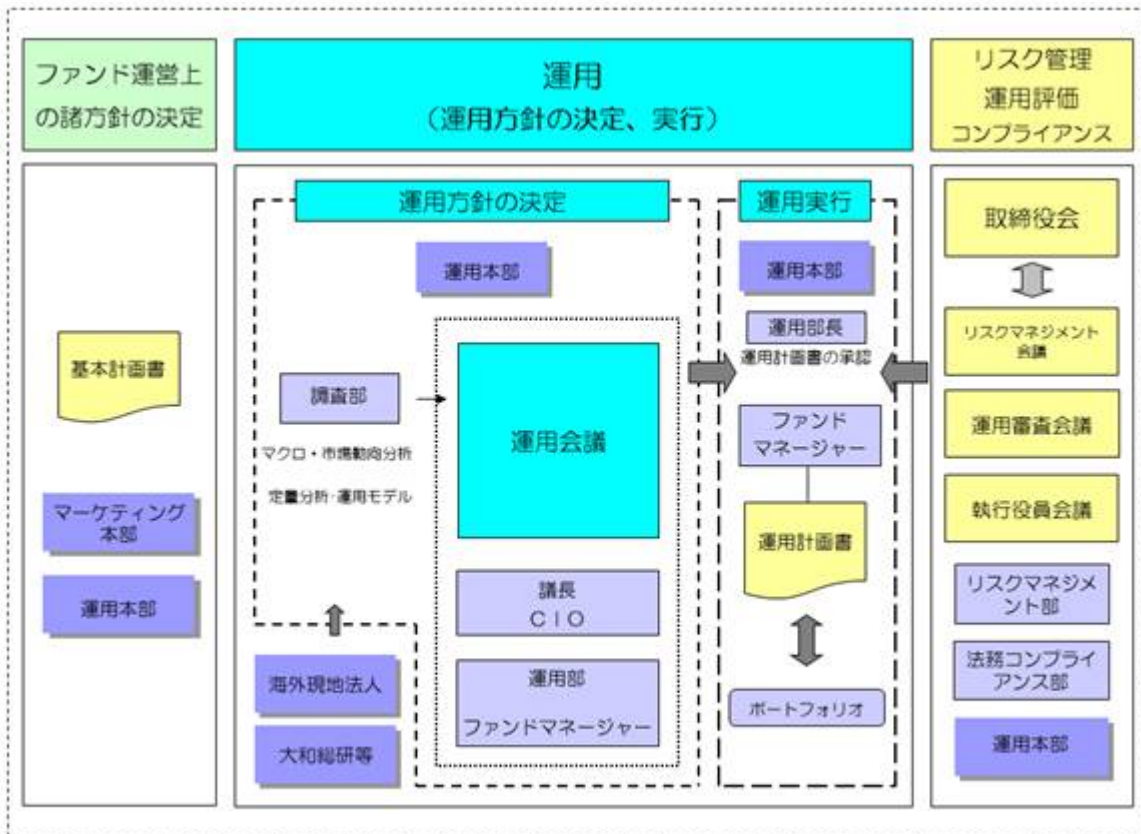 ファンド運営上
の諸方針の決定
運用
（運用方針の決定、実行）
リスク管理
運用評価
コンプライアンス
基本計画書
マーケティング
本部
運用本部
運用方針の決定
運用本部
調査部
マクロ・市場動向分析
定量分析・運用モデル
運用会議
議長
ＣＩＯ
運用部
ファンドマネージャー
海外現地法人
大和総研等
運用実行
運用本部
運用部長
運用計画書の承認
ファンド
マネージャー
運用計画書
ポートフォリオ
取締役会
リスクマネジメント
会議
運用審査会議
執行役員会議
リスクマネジメ
ント部
法務コンプライ
アンス部
運用本部